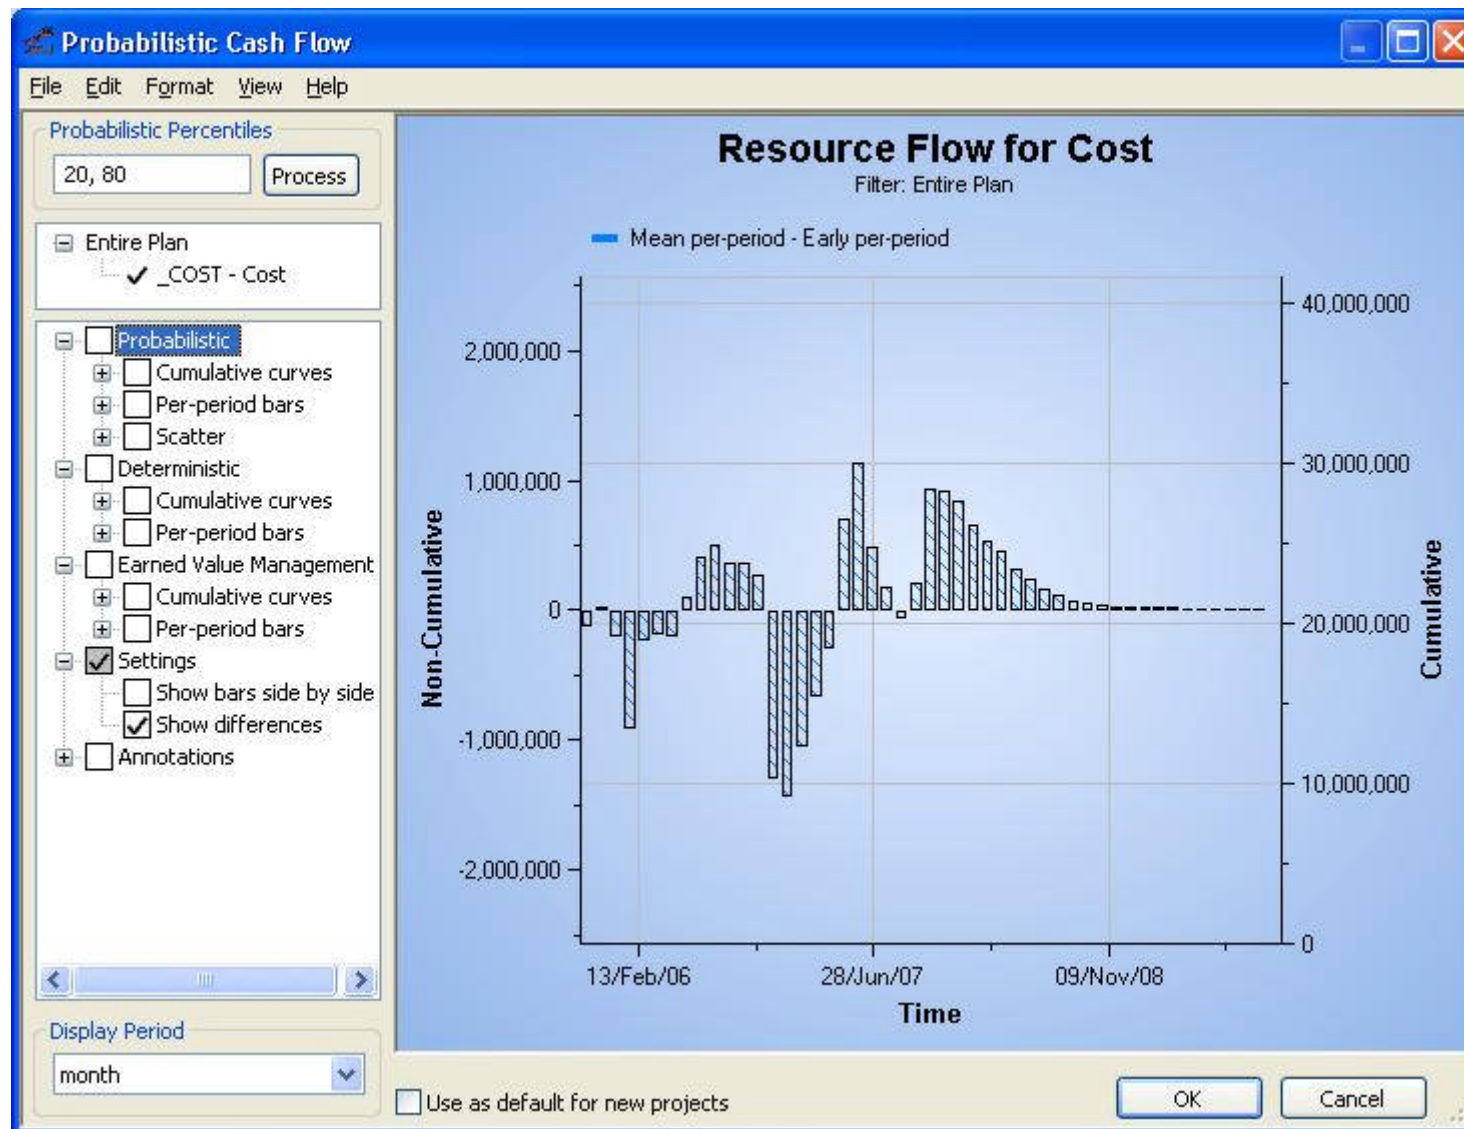 Probabilistic Cash Flow
File Edit Format View Help
Probabilistic Percentiles
20, 80
Process
Entire Plan
_COST - Cost
Probabilistic
Cumulative curves
Per-period bars
Scatter
Deterministic
Cumulative curves
Per-period bars
Earned Value Management
Cumulative curves
Per-period bars
Settings
Show bars side by side
Show differences
Annotations
Display Period
month
Resource Flow for Cost
Filter: Entire Plan
Mean per-period - Early per-period
Non-Cumulative
2,000,000
1,000,000
0
-1,000,000
-2,000,000
40,000,000
30,000,000
20,000,000
10,000,000
0
Cumulative
13/Feb/06 28/Jun/07 09/Nov/08
Time
Use as default for new projects
OK
Cancel